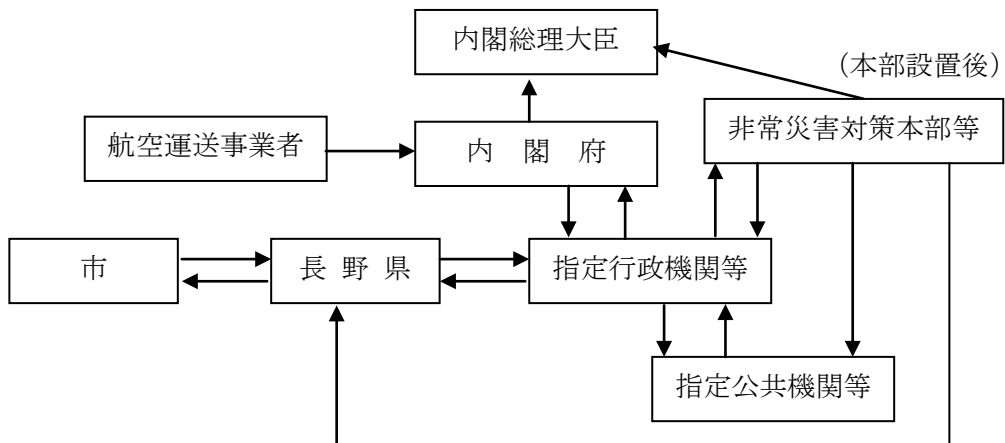 内閣総理大臣
（本部設置後）
非常災害対策本部等
航空運送事業者
内　閣　府
市
長 野 県
指定行政機関等
指定公共機関等